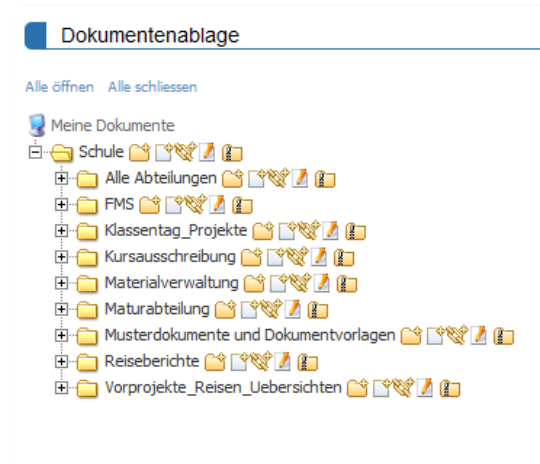 Dokumentenablage
Alle öffnen Alle schliessen
Meine Dokumente
Schule
Alle Abteilungen
FMS
Klassentag_Projekte
Kursausschreibung
Materialverwaltung
Maturabteilung
Musterdokumente und Dokumentvorlagen
Reiseberichte
Vorprojekte_Reisen_Uebersichten